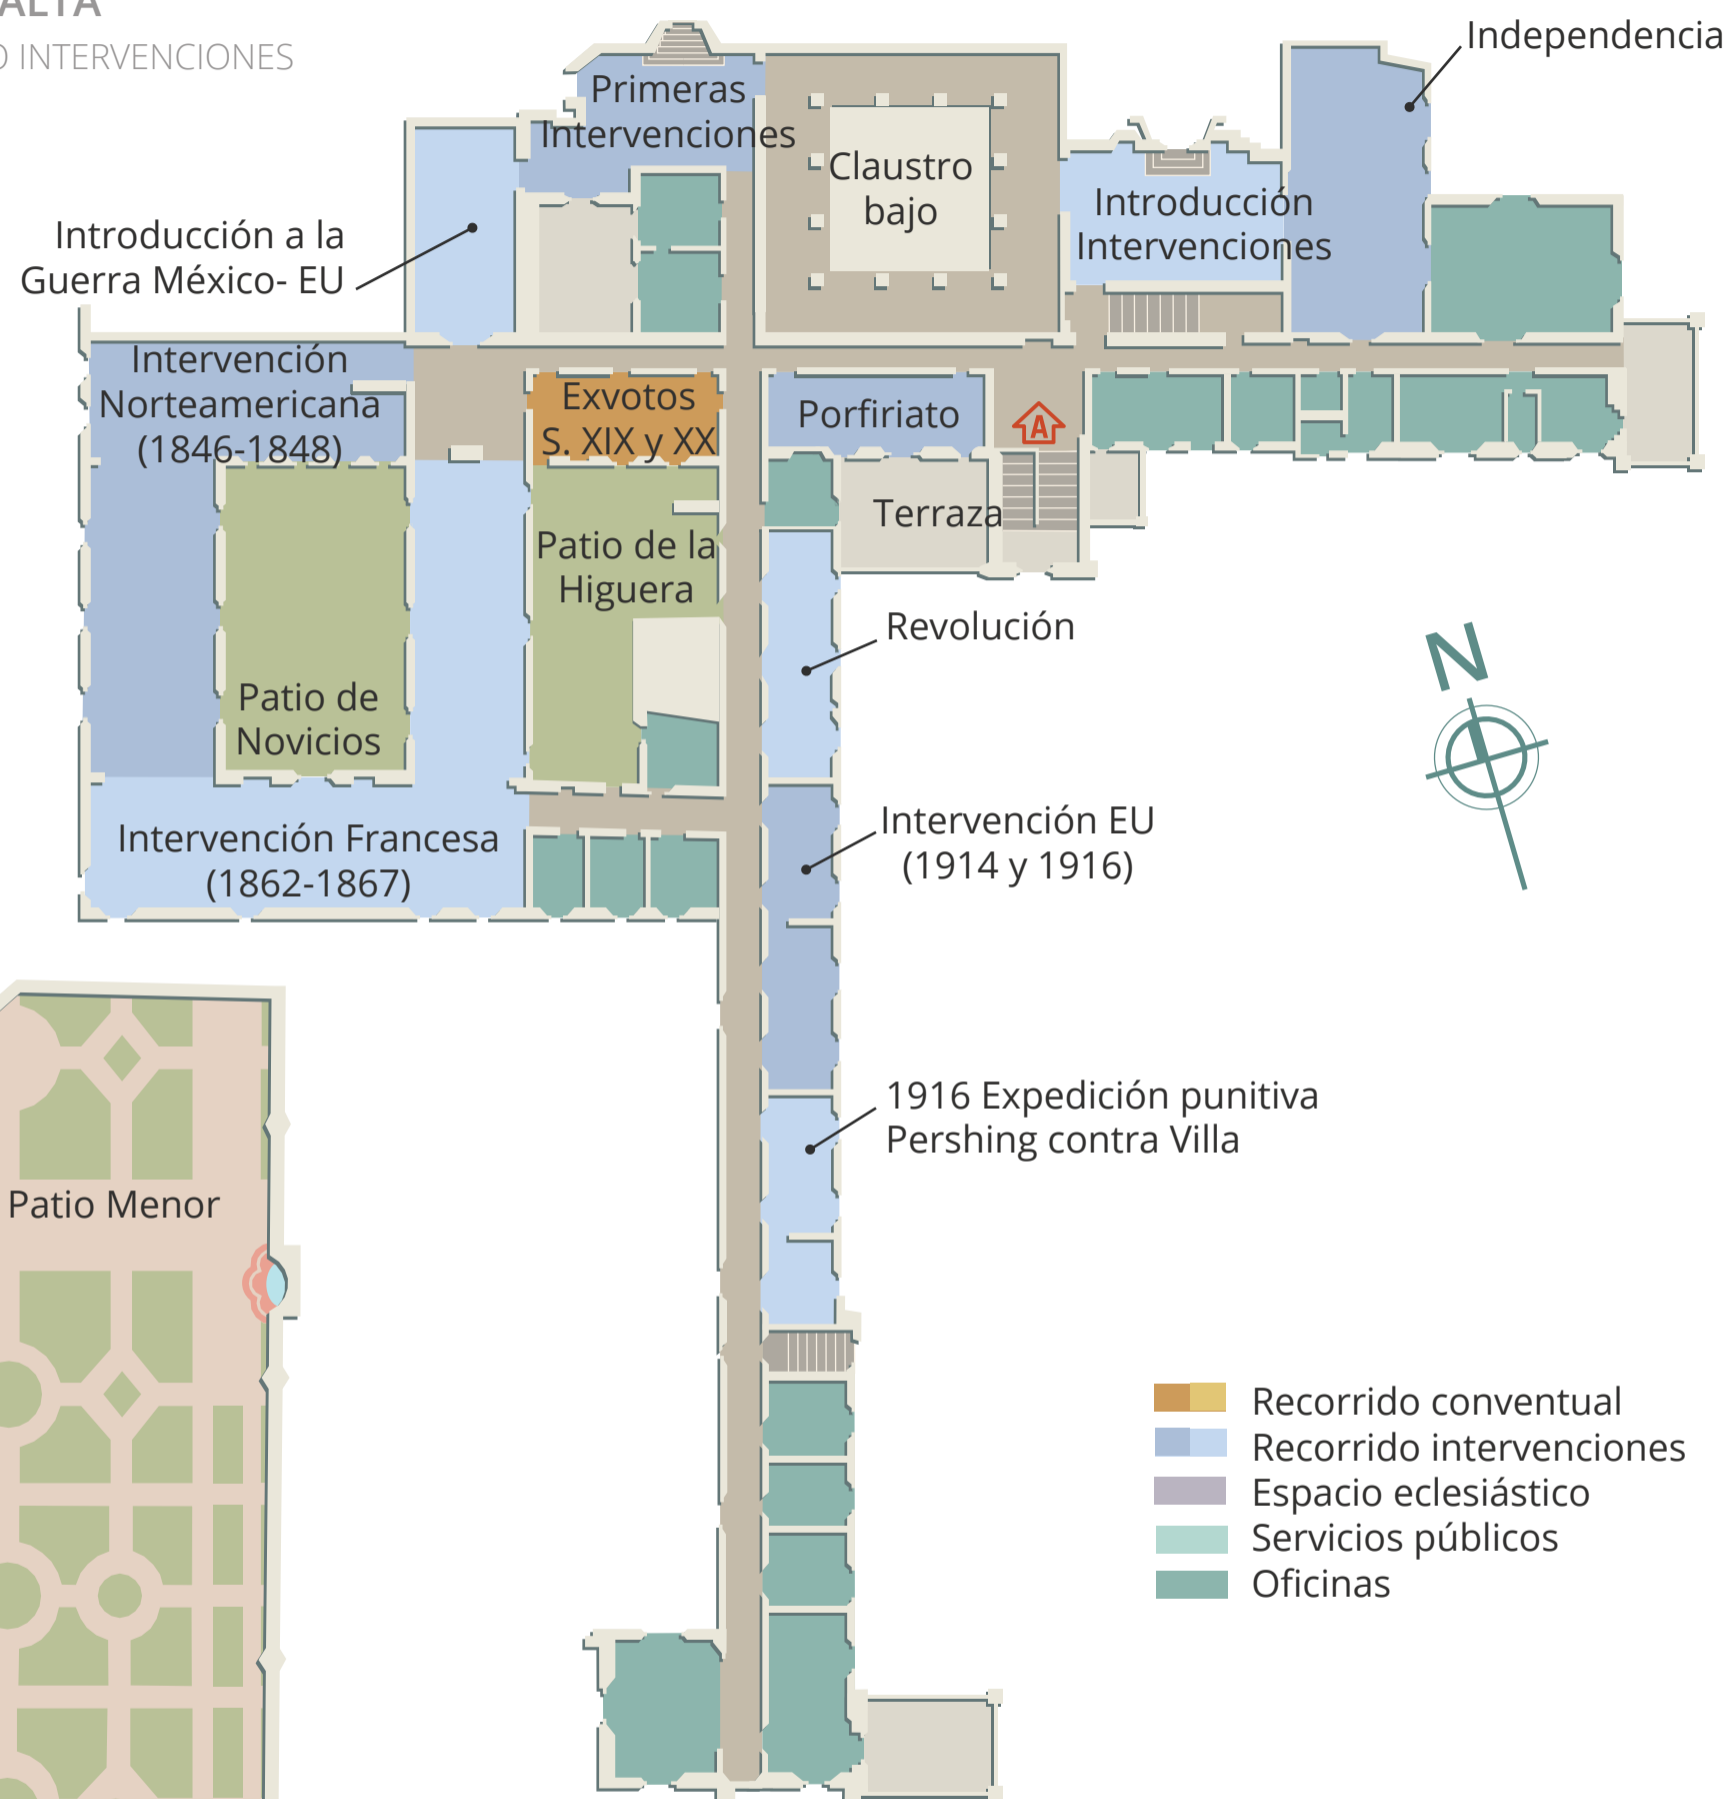 ALTA
INTERVENCIONES
Independencia
Primeras
Intervenciones
Claustro
bajo
Introducción
Intervenciones
Introducción a la
Guerra México- EU
Intervención
Norteamericana
(1846-1848)
Exvotos
S. XIX y XX
Porfiriato
A
Terraza
Patio de la
Higuera
Revolución
N
Patio de
Novicios
Intervención EU
(1914 y 1916)
Intervención Francesa
(1862-1867)
1916 Expedición punitiva
Pershing contra Villa
Patio Menor
Recorrido conventual
Recorrido intervenciones
Espacio eclesiástico
Servicios públicos
Oficinas